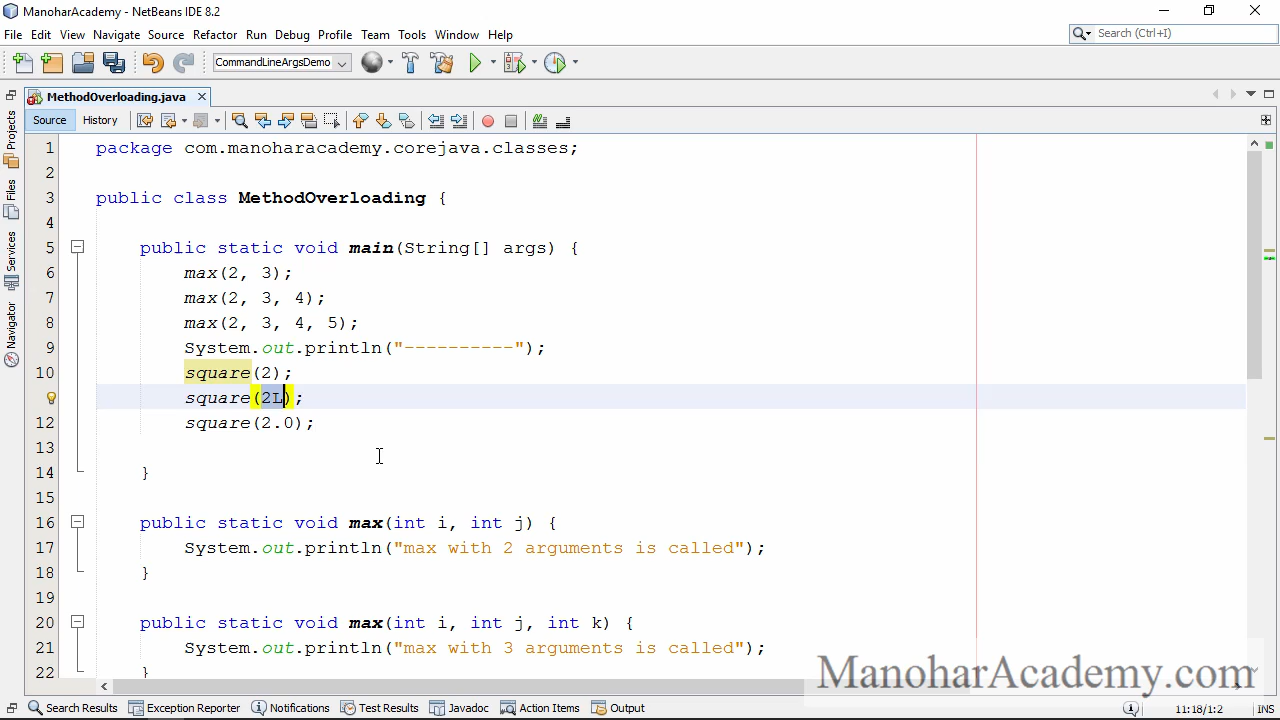 ManoharAcademy - NetBeans IDE 8.2
File Edit View Navigate Source Refactor Run Debug Profile Team Tools Window Help
Search (Ctrl+I)
CommandLineArgsDemo
MethodOverloading.java
Source History
Projects
Files
Services
Navigator
1 package com.manoharacademy.corejava.classes;
2
3 public class MethodOverloading {
4
5 public static void main(String[] args) {
6 max(2, 3);
7 max(2, 3, 4);
8 max(2, 3, 4, 5);
9 System.out.println("----------");
10 square(2);
square(2L);
12 square(2.0);
13
14 }
15
16 public static void max(int i, int j) {
17 System.out.println("max with 2 arguments is called");
18 }
19
20 public static void max(int i, int j, int k) {
21 System.out.println("max with 3 arguments is called");
22 }
ManoharAcademy.com
Search Results Exception Reporter Notifications Test Results Javadoc Action Items Output
11:18/1:2 INS